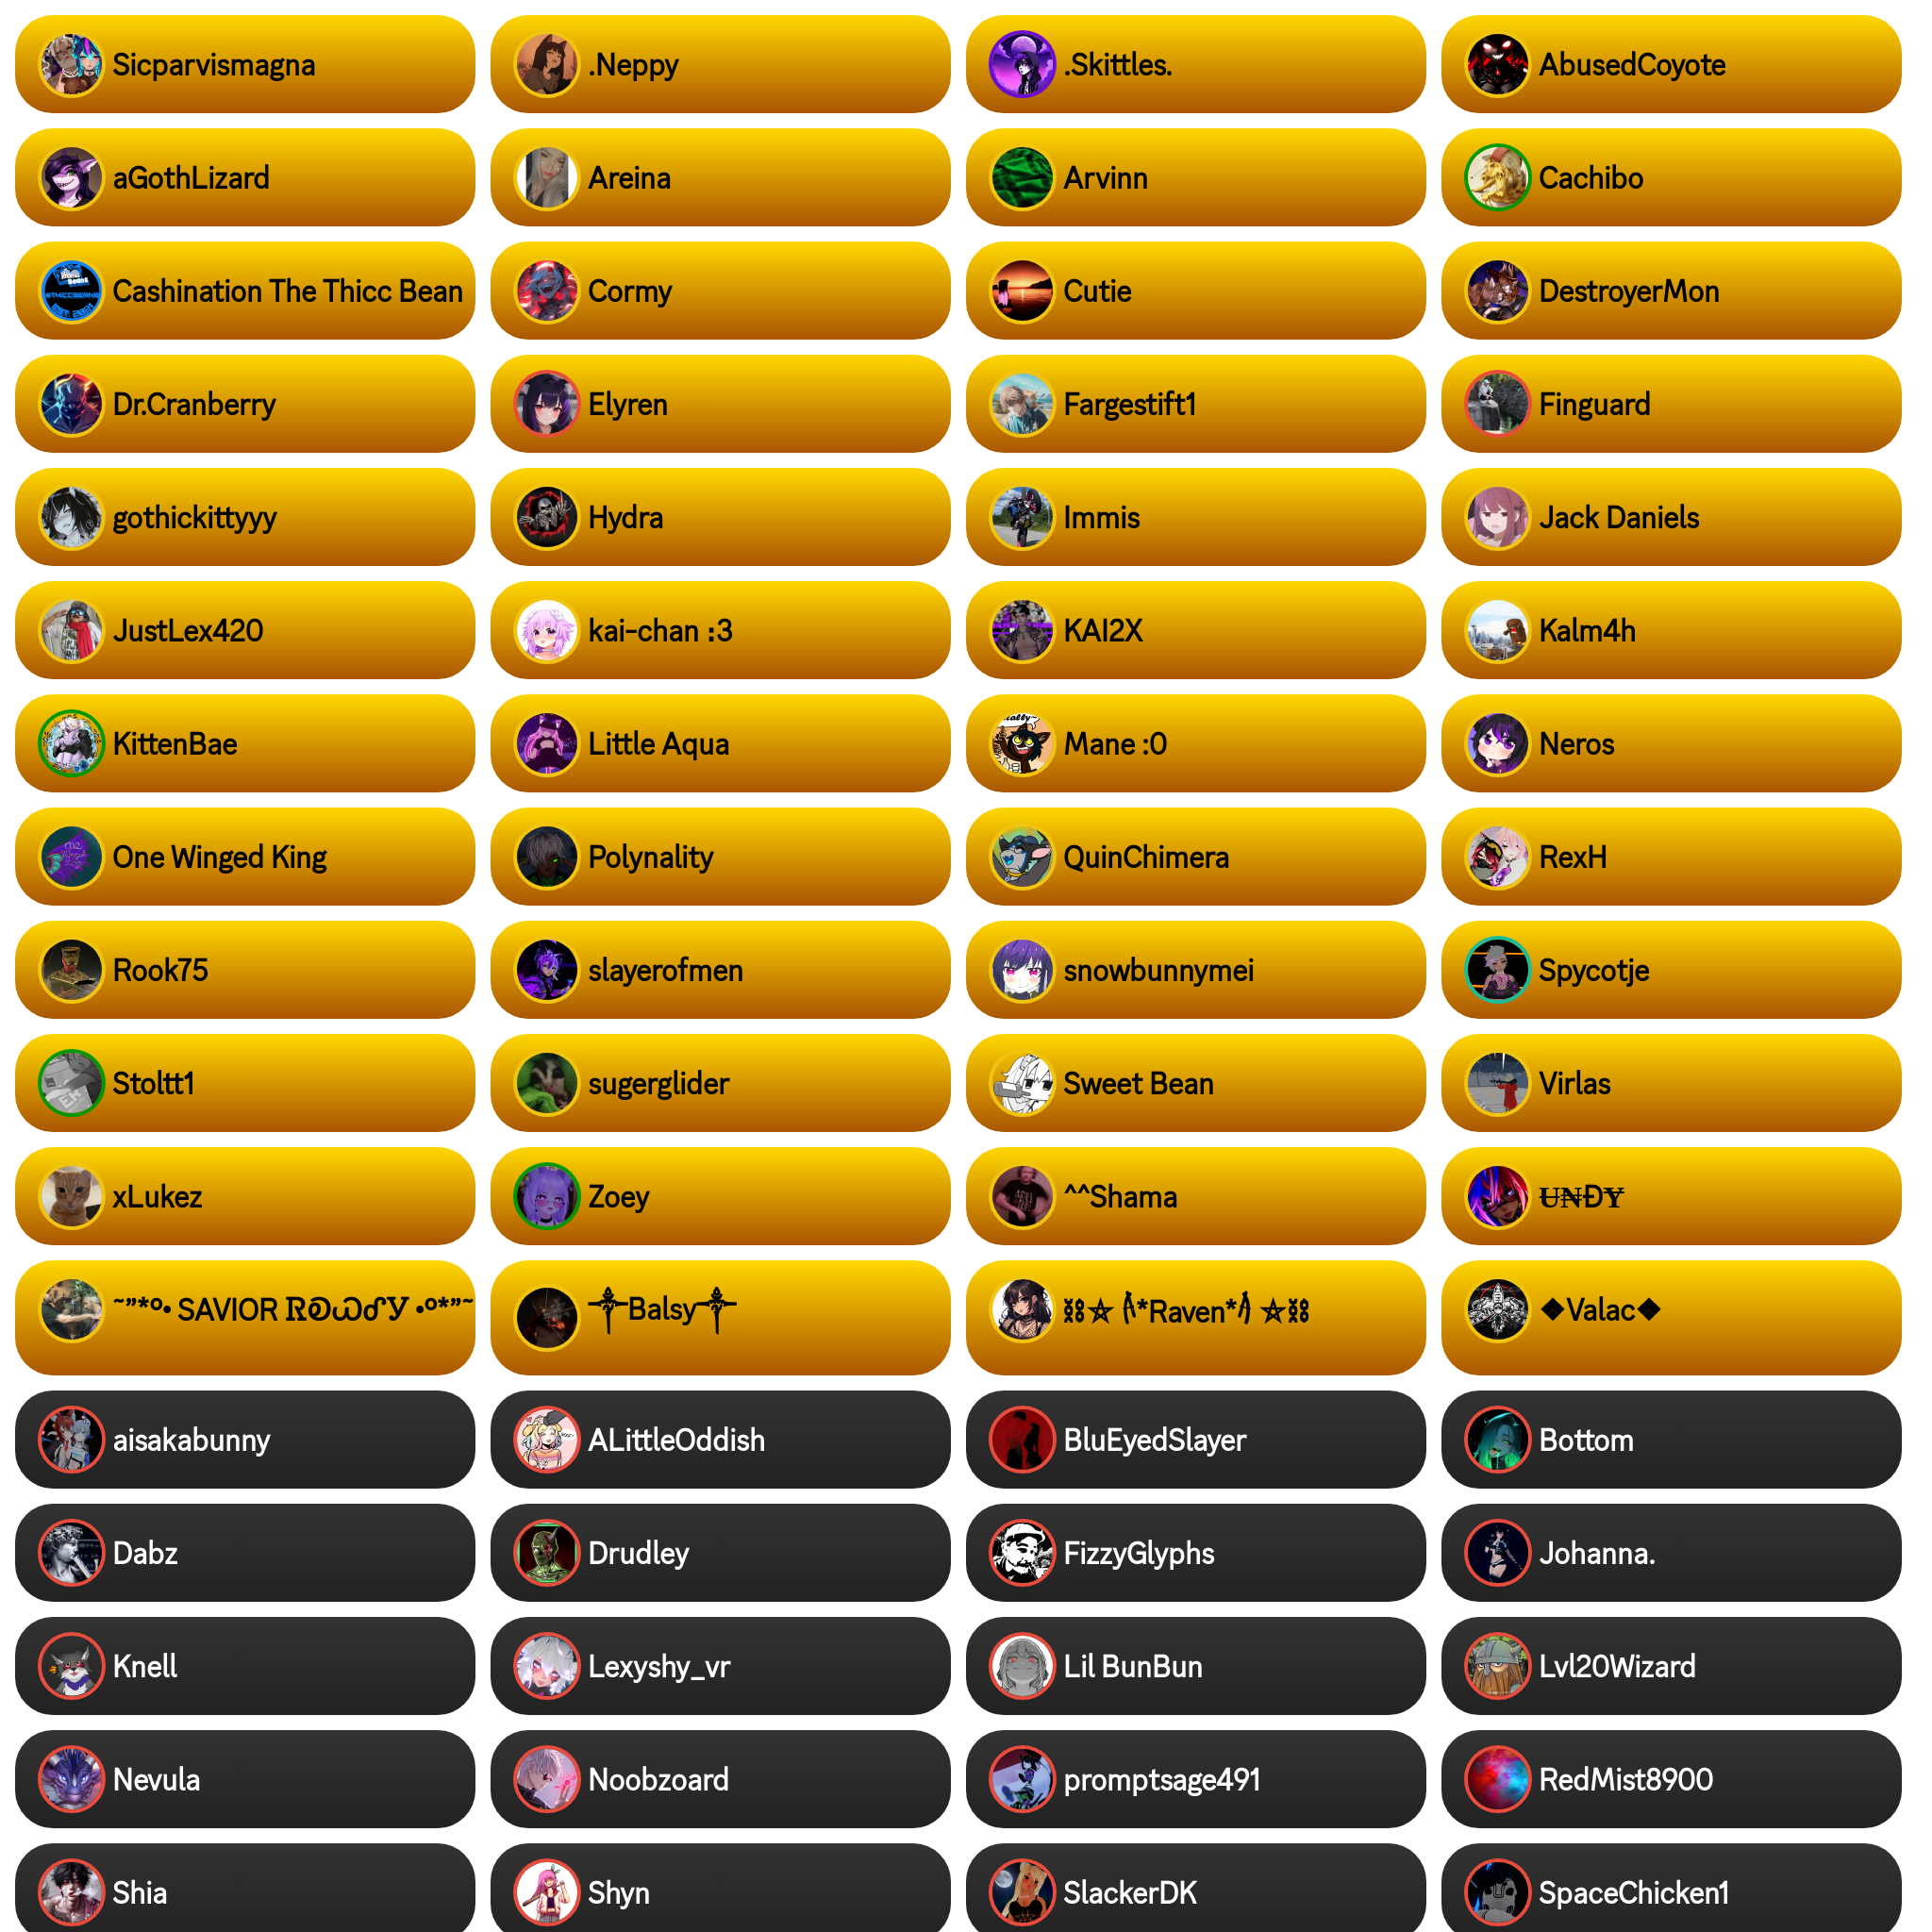 Sicparvismagna
.Neppy
.Skittles.
AbusedCoyote
aGothLizard
Areina
Arvinn
Cachibo
Cashination The Thicc Bean
Cormy
Cutie
DestroyerMon
Dr.Cranberry
Elyren
Fargestift1
Finguard
gothickittyyy
Hydra
Immis
Jack Daniels
JustLex420
kai-chan :3
KAI2X
Kalm4h
KittenBae
Little Aqua
Mane :0
Neros
One Winged King
Polynality
QuinChimera
RexH
Rook75
slayerofmen
snowbunnymei
Spycotje
Stoltt1
sugerglider
Sweet Bean
Virlas
xLukez
Zoey
^^Shama
U̶N̶ĐɎ
~”*°• SAVIOR ᏒᎧᏇᎴᎩ •°*”~
༒Balsy༒
⛓⛧𓆩*Raven*𓆪⛧⛓
◆Valac◆
aisakabunny
ALittleOddish
BluEyedSlayer
Bottom
Dabz
Drudley
FizzyGlyphs
Johanna.
Knell
Lexyshy_vr
Lil BunBun
Lvl20Wizard
Nevula
Noobzoard
promptsage491
RedMist8900
Shia
Shyn
SlackerDK
SpaceChicken1